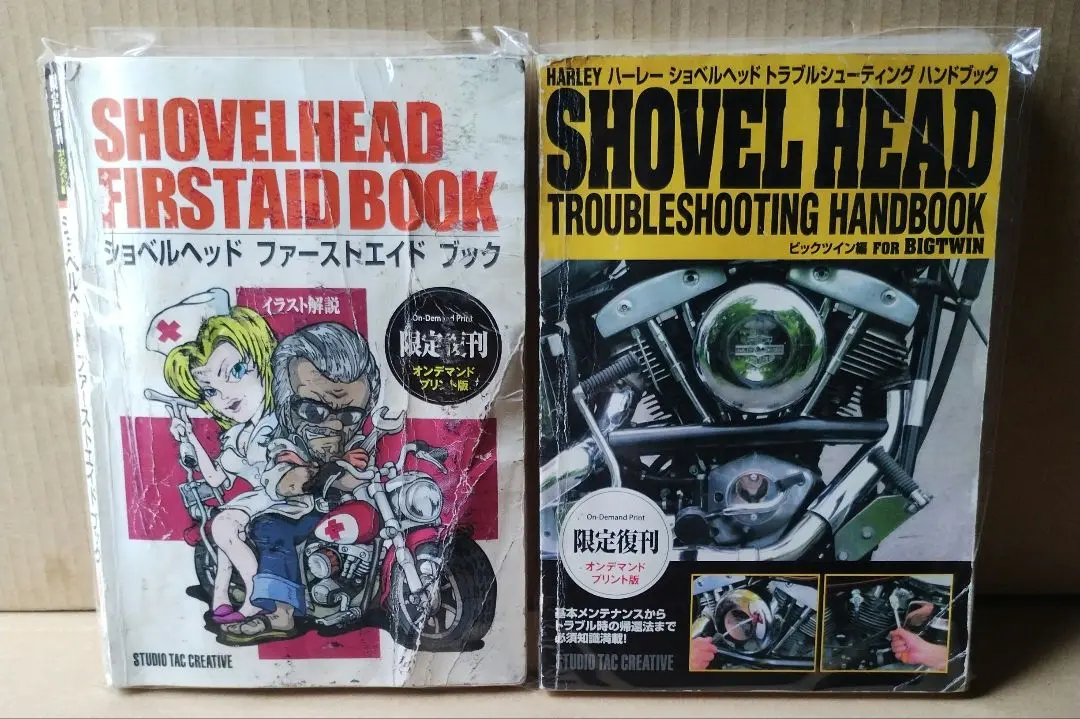 SHOVELHEAD
FIRSTAID BOOK
ショベルヘッド ファーストエイド ブック
イラスト解説
On-Demand Print
限定復刊
オンデマンド
プリント版
STUDIO TAC CREATIVE
HARLEY ハーレー ショベルヘッド トラブルシューティング ハンドブック
SHOVEL HEAD
TROUBLESHOOTING HANDBOOK
ビックツイン編 FOR BIGTWIN
On-Demand Print
限定復刊
オンデマンド
プリント版
基本メンテナンスから
トラブル時の帰還法まで
必須知識満載!
STUDIO TAC CREATIVE